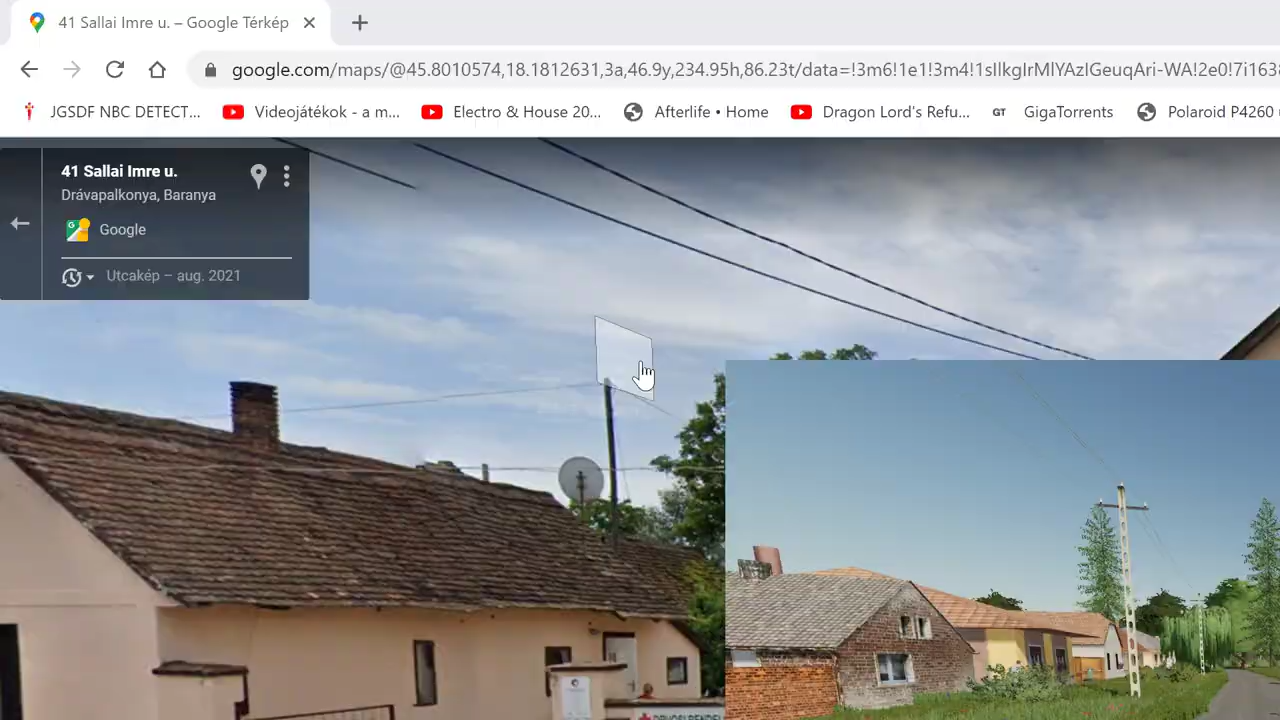 41 Sallai Imre u. – Google Térkép
google.com/maps/@45.8010574,18.1812631,3a,46.9y,234.95h,86.23t/data=!3m6!1e1!3m4!1sIlkgIrMlYAzlGeuqAri-WA!2e0!7i163
JGSDF NBC DETECT... Videojátékok - a m... Electro & House 20... Afterlife • Home Dragon Lord's Refu... GT GigaTorrents Polaroid P4260
41 Sallai Imre u.
Drávapalkonya, Baranya
Google
Utcakép – aug. 2021